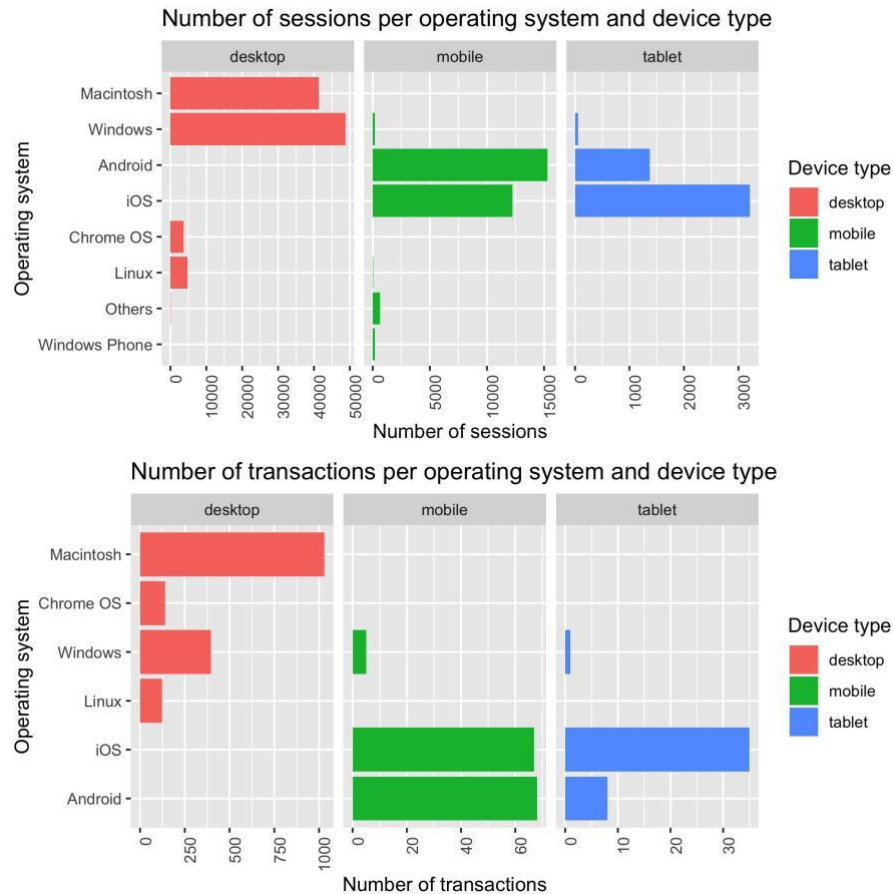 Number of sessions per operating system and device type
desktop
mobile
tablet
Operating system
Macintosh
Windows
Android
iOS
Chrome OS
Linux
Others
Windows Phone
0
10000
20000
30000
40000
50000
0
5000
10000
15000
0
1000
2000
3000
Number of sessions
Device type
desktop
mobile
tablet
Number of transactions per operating system and device type
desktop
mobile
tablet
Operating system
Macintosh
Chrome OS
Windows
Linux
iOS
Android
0
250
500
750
1000
0
20
40
60
0
10
20
30
Number of transactions
Device type
desktop
mobile
tablet